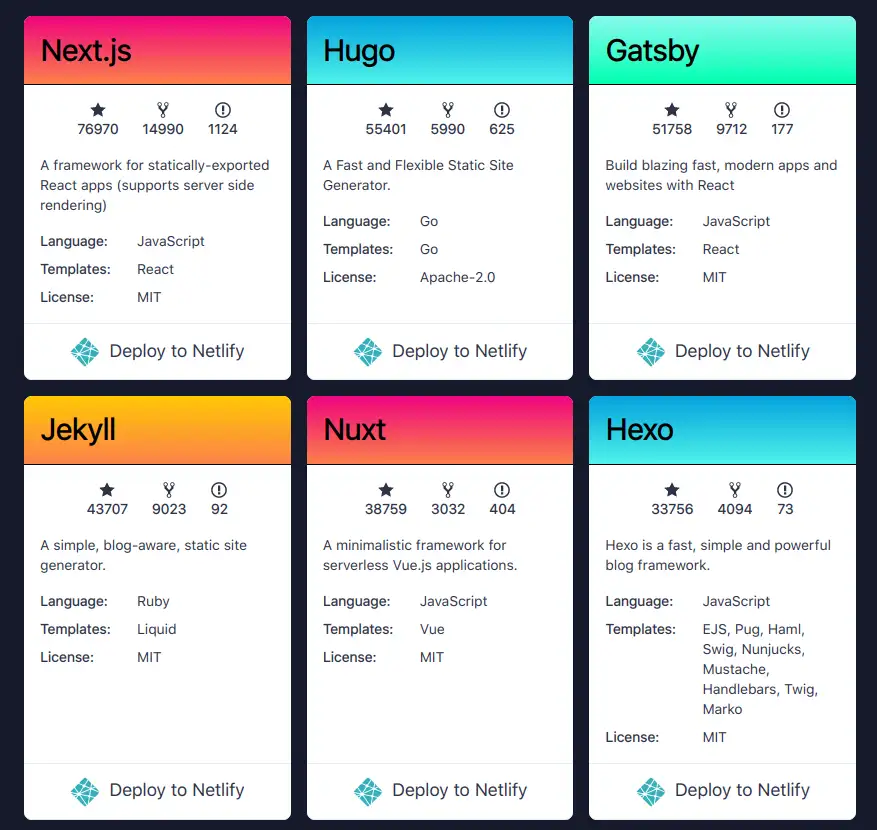 Next.js
76970 14990 1124
A framework for statically-exported
React apps (supports server side
rendering)
Language: JavaScript
Templates: React
License: MIT
Deploy to Netlify
Hugo
55401 5990 625
A Fast and Flexible Static Site
Generator.
Language: Go
Templates: Go
License: Apache-2.0
Deploy to Netlify
Gatsby
51758 9712 177
Build blazing fast, modern apps and
websites with React
Language: JavaScript
Templates: React
License: MIT
Deploy to Netlify
Jekyll
43707 9023 92
A simple, blog-aware, static site
generator.
Language: Ruby
Templates: Liquid
License: MIT
Deploy to Netlify
Nuxt
38759 3032 404
A minimalistic framework for
serverless Vue.js applications.
Language: JavaScript
Templates: Vue
License: MIT
Deploy to Netlify
Hexo
33756 4094 73
Hexo is a fast, simple and powerful
blog framework.
Language: JavaScript
Templates: EJS, Pug, Haml,
Swig, Nunjucks,
Mustache,
Handlebars, Twig,
Marko
License: MIT
Deploy to Netlify